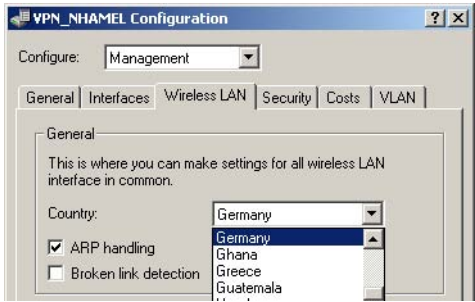 VPN_NHAMEL Configuration
Configure: Management
General Interfaces Wireless LAN Security Costs VLAN
General
This is where you can make settings for all wireless LAN
interface in common.
Country: Germany
Germany
ARP handling
Ghana
Greece
Broken link detection
Guatemala